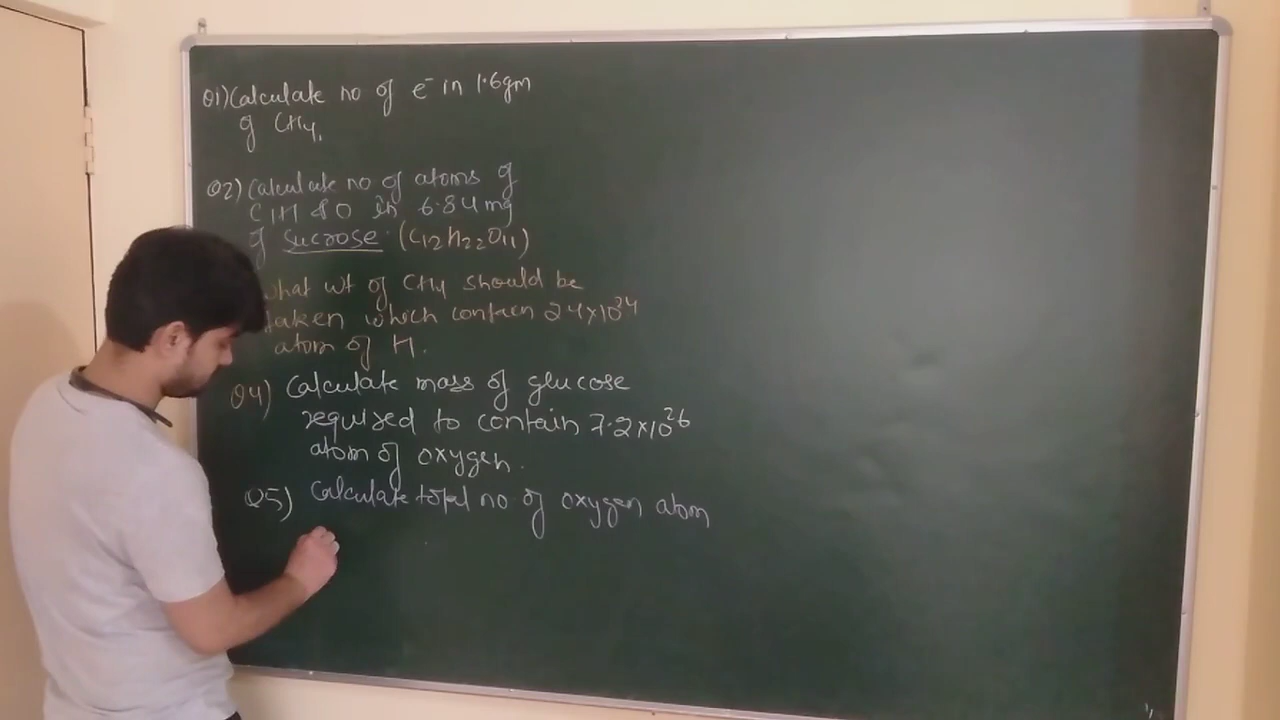 Q1) Calculate no of e⁻ in 1.6gm
of CH₄.
Q2) Calculate no of atoms of
C, H & O in 6.84 mg
of sucrose (C₁₂H₂₂O₁₁)
what wt of CH₄ should be
taken which contain 24×10²⁴
atom of H.
Q4) Calculate mass of glucose
required to contain 7.2×10²⁶
atom of oxygen.
Q5) Calculate total no of oxygen atom